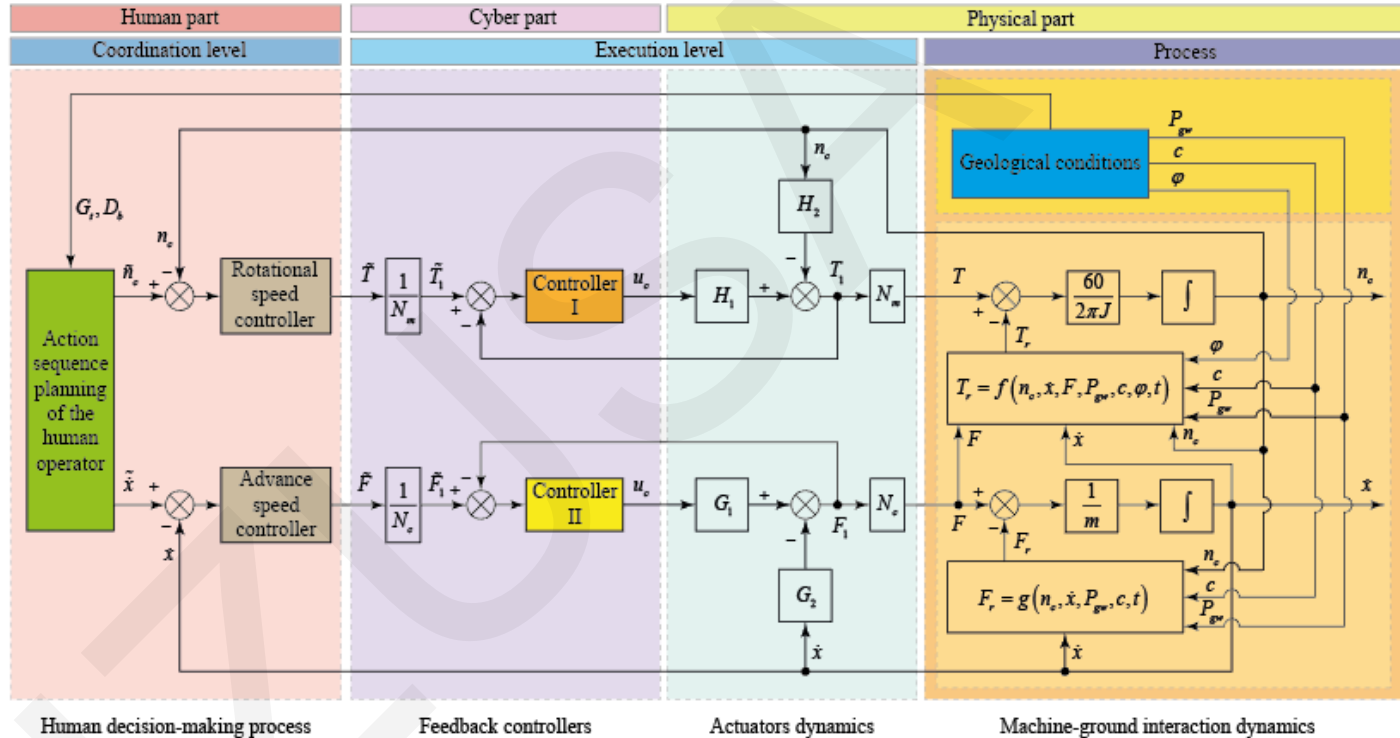 Human part
Cyber part
Physical part
Coordination level
Execution level
Process
Geological conditions
P_gw
c
φ
G_t, D_b
n_c
n_c
H_2
ñ_c
+
−
Rotational
speed
controller
T̃
1
N_m
T̃_1
+
−
Controller
I
u_c
H_1
+
−
T_1
N_m
T
+
−
60
2πJ
∫
n_c
T_r
T_r = f(n_c, ẋ, F, P_gw, c, φ, t)
φ
c
P_gw
n_c
F
ẋ
Action
sequence
planning
of the
human
operator
x̃̇
+
−
ẋ
Advance
speed
controller
F̃
1
N_c
F̃_1
−
+
Controller
II
u_c
G_1
+
−
F_1
N_c
F
+
−
1
m
∫
ẋ
F_r
G_2
ẋ
F_r = g(n_c, ẋ, P_gw, c, t)
n_c
c
P_gw
ẋ
Human decision-making process
Feedback controllers
Actuators dynamics
Machine-ground interaction dynamics